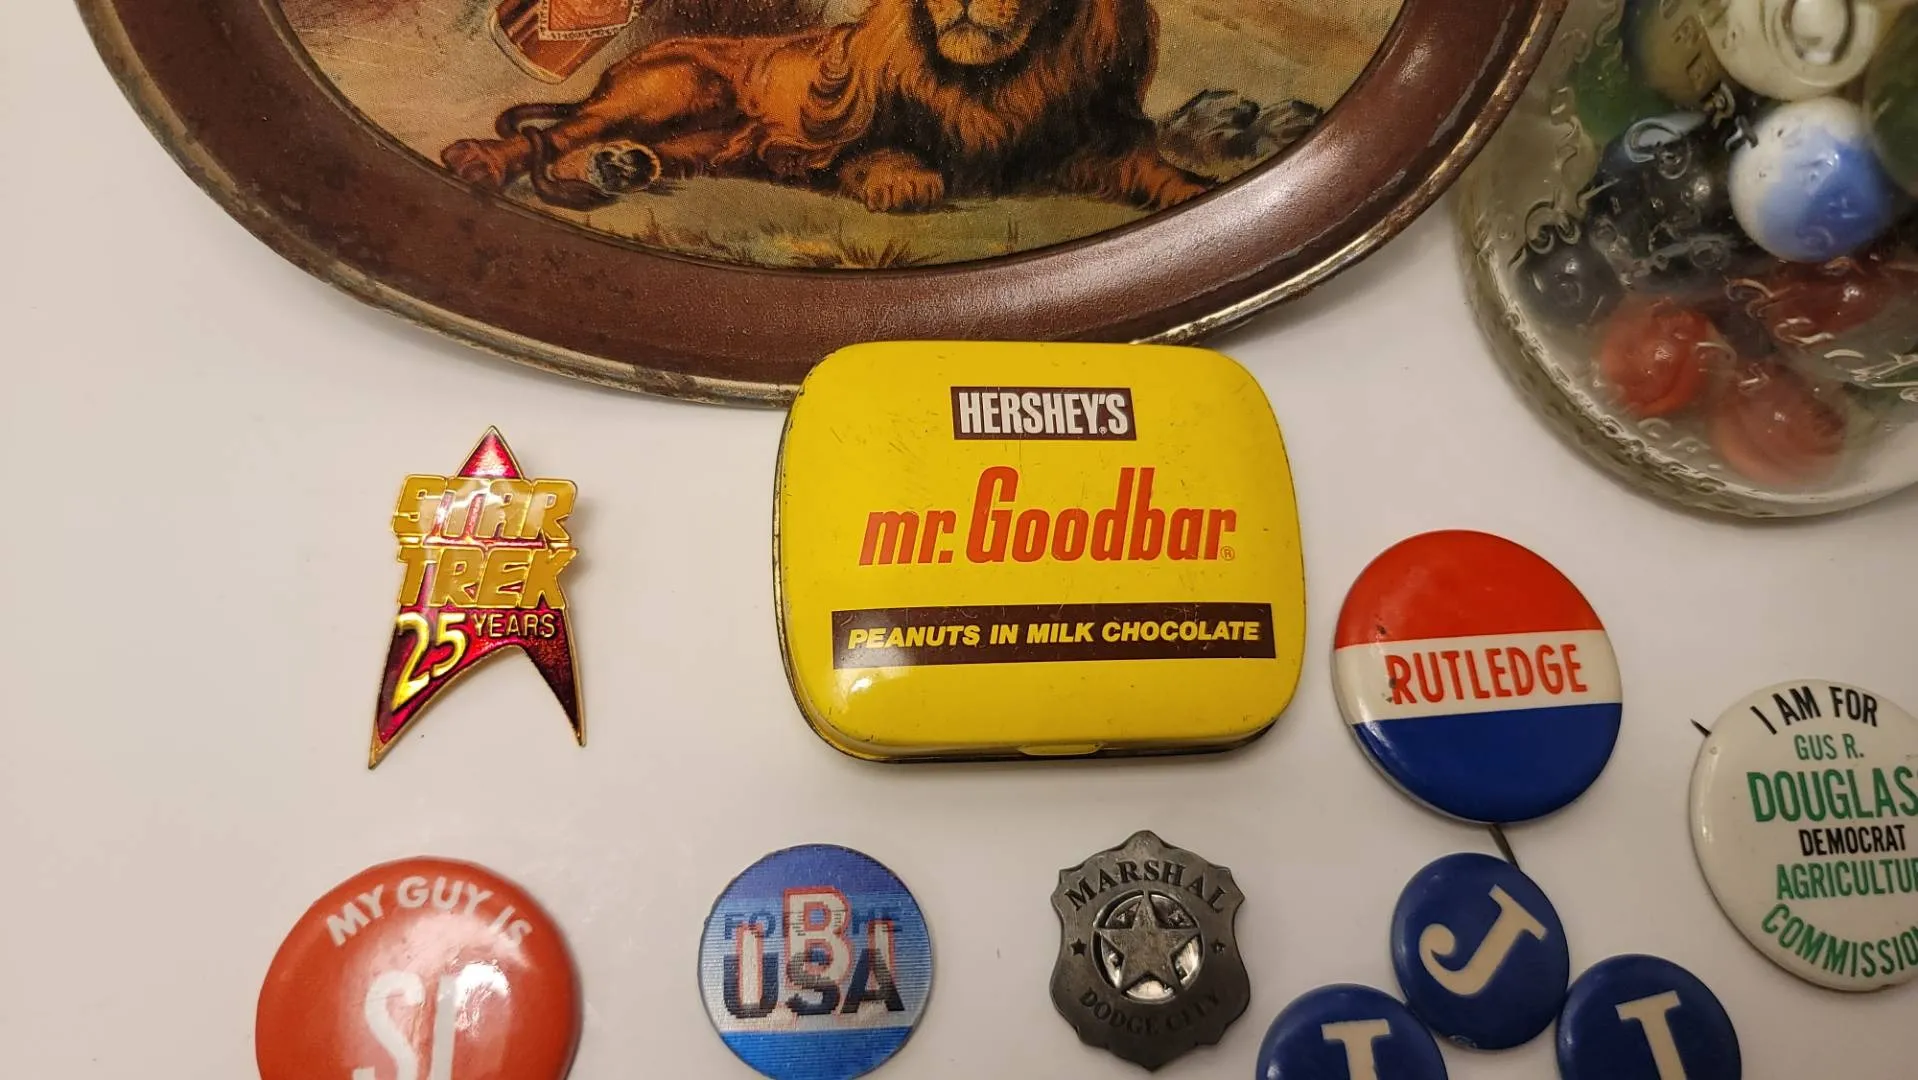 HERSHEY'S
mr. Goodbar®
PEANUTS IN MILK CHOCOLATE
STAR
TREK
25 YEARS
RUTLEDGE
I AM FOR
GUS R.
DOUGLAS
DEMOCRAT
AGRICULTU
COMMISSIO
MY GUY IS
MARSHAL
DODGE CITY
USA
J